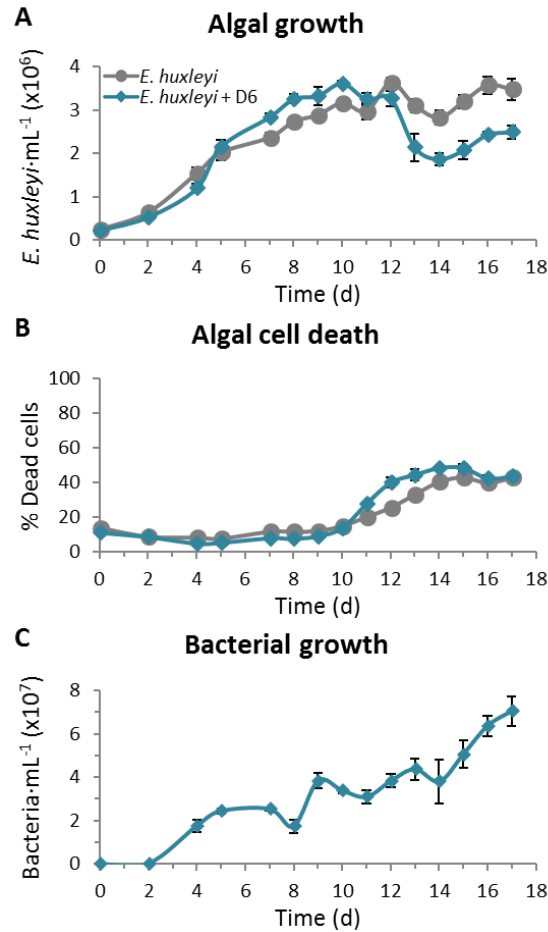 A
Algal growth
E. huxleyi·mL⁻¹ (x10⁶)
4
3
2
1
0
E. huxleyi
E. huxleyi + D6
0 2 4 6 8 10 12 14 16 18
Time (d)
B
Algal cell death
% Dead cells
100
80
60
40
20
0
0 2 4 6 8 10 12 14 16 18
Time (d)
C
Bacterial growth
Bacteria·mL⁻¹ (x10⁷)
8
6
4
2
0
0 2 4 6 8 10 12 14 16 18
Time (d)